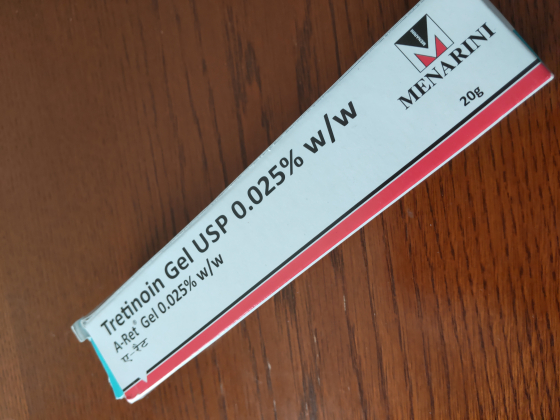 MENARINI
20g
Tretinoin Gel USP 0.025% w/w
A-Ret® Gel 0.025% w/w
ए-रेट